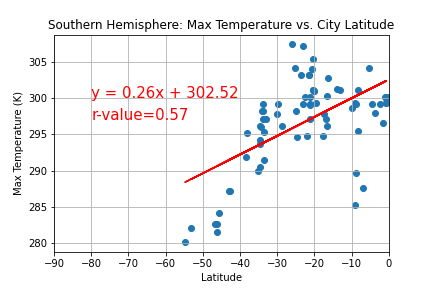 Southern Hemisphere: Max Temperature vs. City Latitude
305
300
295
290
285
280
Max Temperature (K)
y = 0.26x + 302.52
r-value=0.57
−90 −80 −70 −60 −50 −40 −30 −20 −10 0
Latitude